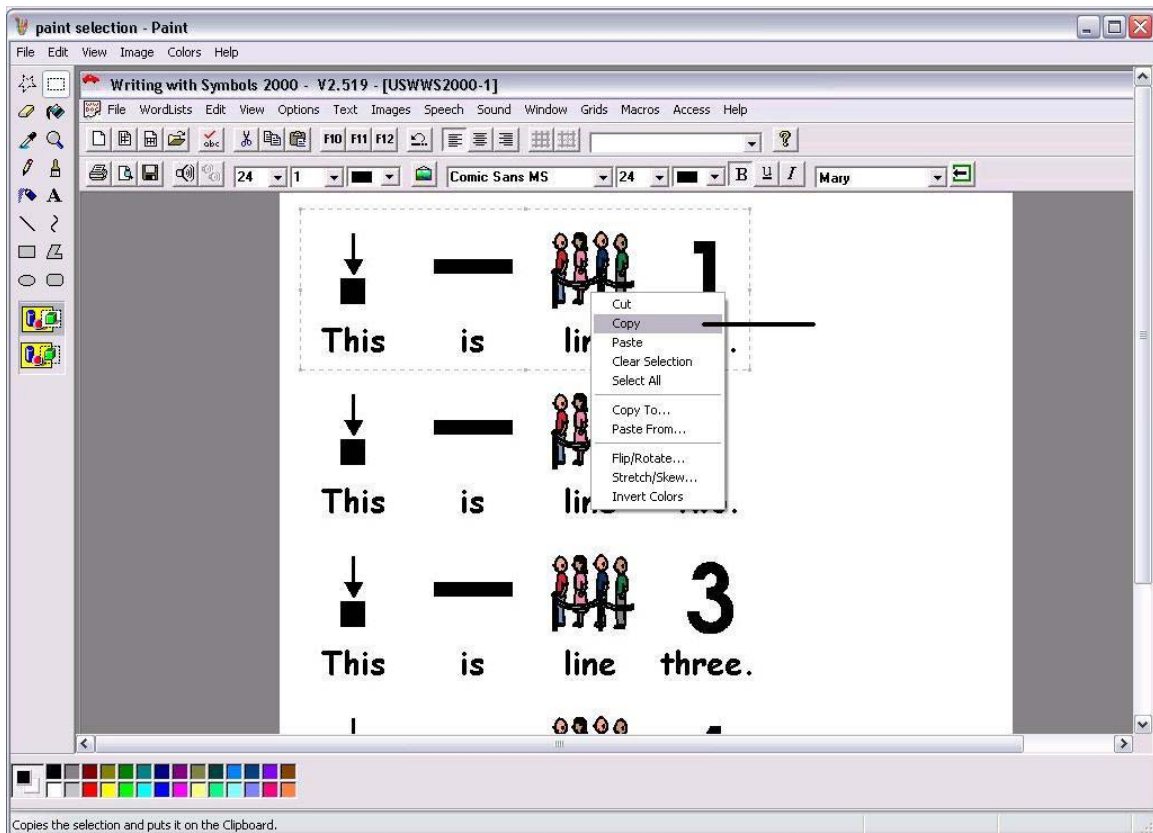 paint selection - Paint
File Edit View Image Colors Help
Writing with Symbols 2000 - V2.519 - [USWWS2000-1]
File WordLists Edit View Options Text Images Speech Sound Window Grids Macros Access Help
abc F10 F11 F12
24 1 Comic Sans MS 24 B U I Mary
A
1
This is
Cut
Copy
Paste
Clear Selection
Select All
Copy To...
Paste From...
Flip/Rotate...
Stretch/Skew...
Invert Colors
This is
3
This is line three.
Copies the selection and puts it on the Clipboard.